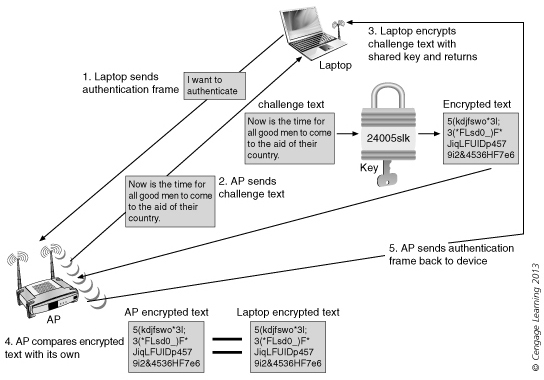 Laptop
3. Laptop encrypts
challenge text with
shared key and returns
1. Laptop sends
authentication frame
I want to
authenticate
challenge text
Now is the time for
all good men to come
to the aid of their
country.
24005slk
Key
Encrypted text
5(kdjfswo*3l;
3(*FLsd0_)F*
JiqLFUIDp457
9i2&4536HF7e6
Now is the time for
all good men to come
to the aid of their
country.
2. AP sends
challenge text
5. AP sends authentication
frame back to device
AP
4. AP compares encrypted
text with its own
AP encrypted text
5(kdjfswo*3l;
3(*FLsd0_)F*
JiqLFUIDp457
9i2&4536HF7e6
Laptop encrypted text
5(kdjfswo*3l;
3(*FLsd0_)F*
JiqLFUIDp457
9i2&4536HF7e6
© Cengage Learning 2013